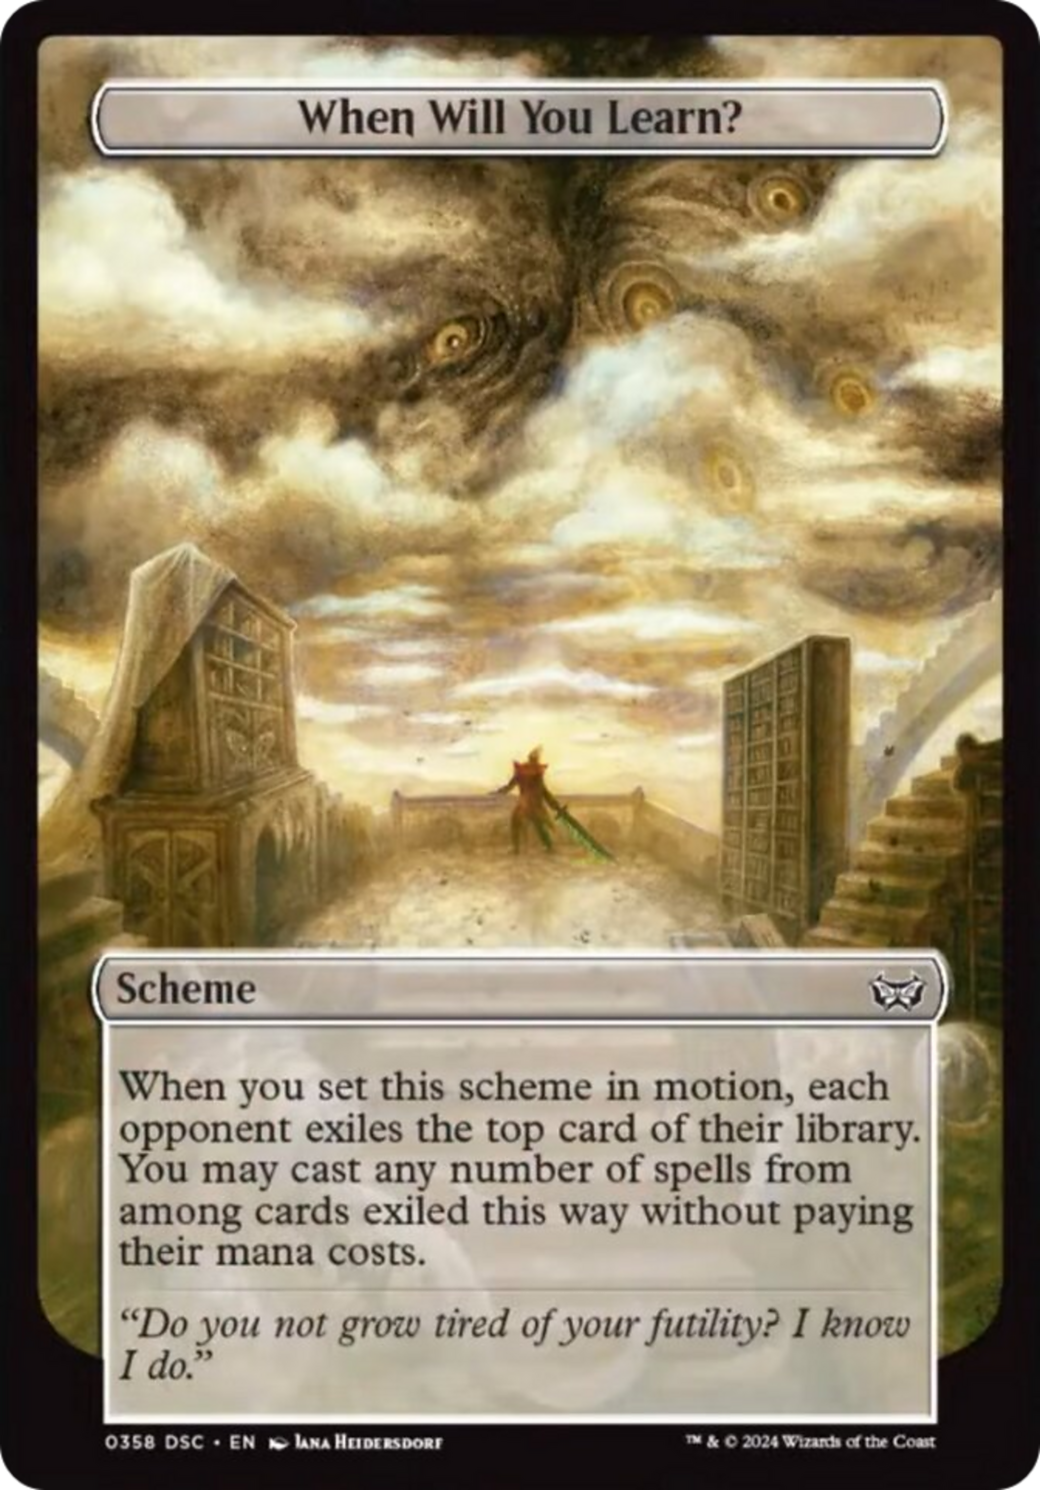 When Will You Learn?
Scheme
When you set this scheme in motion, each
opponent exiles the top card of their library.
You may cast any number of spells from
among cards exiled this way without paying
their mana costs.
“Do you not grow tired of your futility? I know
I do.”
0358 DSC • EN Iana Heidersdorf
™ & © 2024 Wizards of the Coast